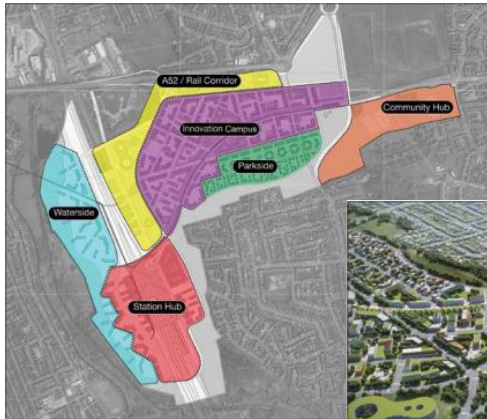 A52 / Rail Corridor
Community Hub
Innovation Campus
Parkside
Waterside
Station Hub